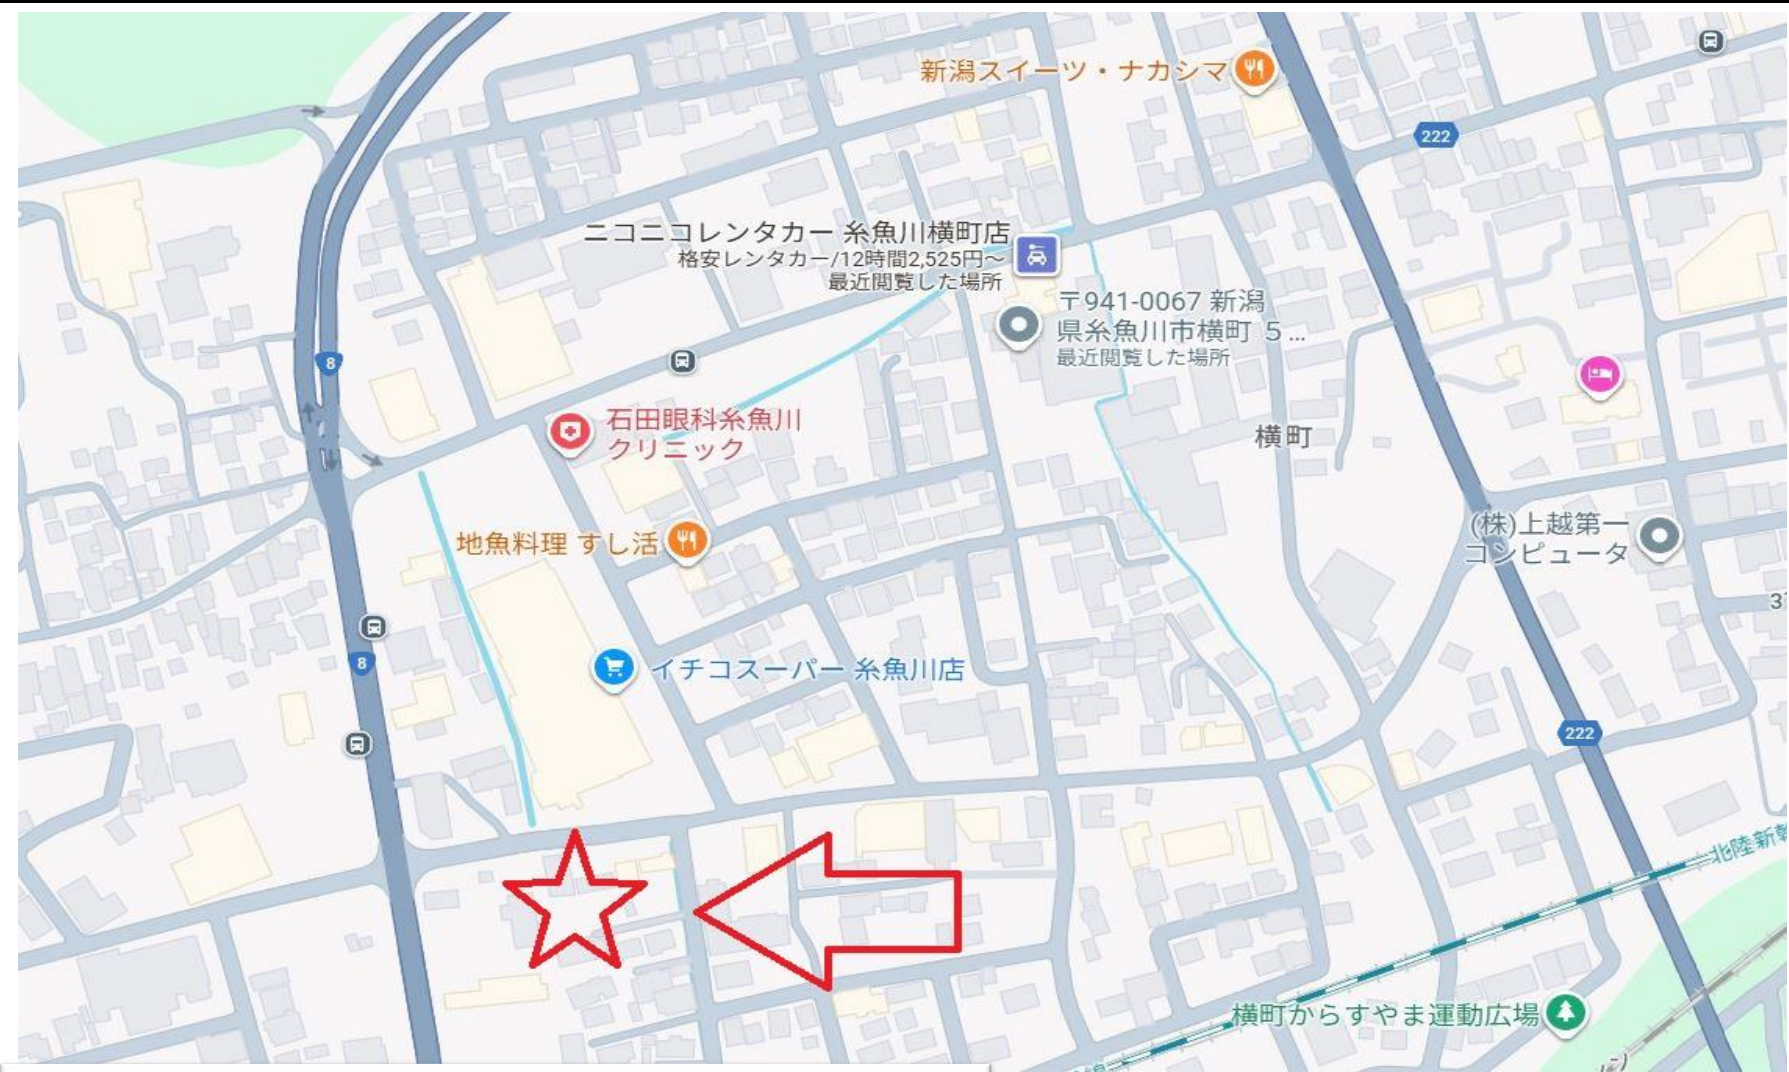 新潟スイーツ・ナカシマ
222
ニコニコレンタカー 糸魚川横町店
格安レンタカー/12時間2,525円～
最近閲覧した場所
〒941-0067 新潟
県糸魚川市横町 5...
最近閲覧した場所
8
石田眼科糸魚川
クリニック
横町
地魚料理 すし活
(株)上越第一
コンピュータ
8
イチコスーパー 糸魚川店
222
北陸新幹
横町からすやま運動広場